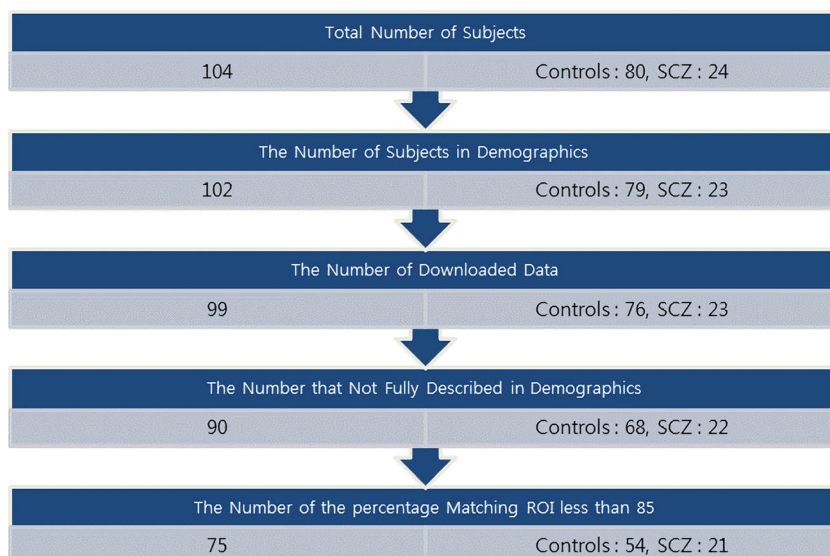 Total Number of Subjects
104 Controls : 80, SCZ : 24
The Number of Subjects in Demographics
102 Controls : 79, SCZ : 23
The Number of Downloaded Data
99 Controls : 76, SCZ : 23
The Number that Not Fully Described in Demographics
90 Controls : 68, SCZ : 22
The Number of the percentage Matching ROI less than 85
75 Controls : 54, SCZ : 21